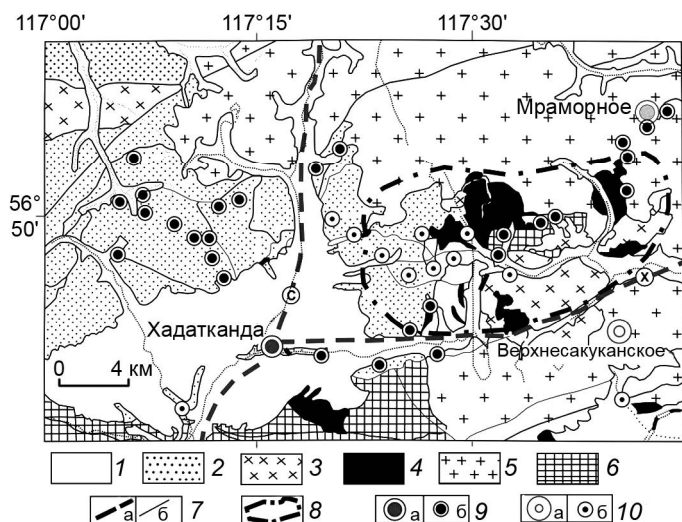 117°00' 117°15' 117°30'
Мраморное
56°
50'
С
Х
Хадатканда
Верхнесакуканское
0 4 км
1 2 3 4 5 6
а б 7 8 а б 9 а б 10